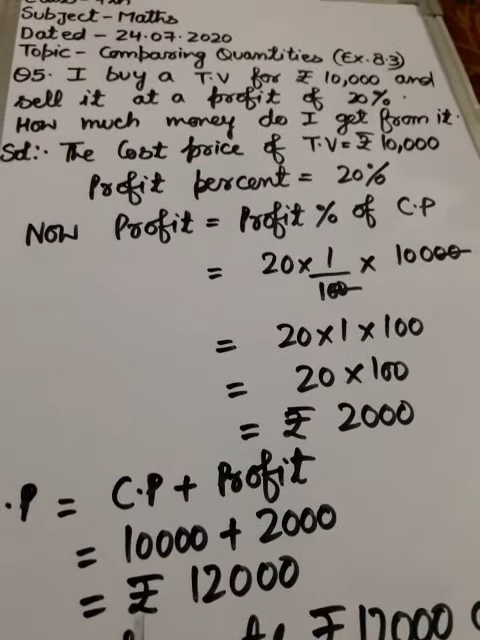 Subject - Maths
Dated - 24.07.2020
Topic - Comparing Quantities (Ex.8.3)
Q5. I buy a T.V for ₹ 10,000 and
sell it at a profit of 20%.
How much money do I get from it.
Sol:- The Cost price of T.V = ₹ 10,000
Profit percent = 20%
Now Profit = Profit % of C.P
= 20 × 1/100 × 10000
= 20 × 1 × 100
= 20 × 100
= ₹ 2000
.P = C.P + Profit
= 10000 + 2000
= ₹ 12000
₹ 12000